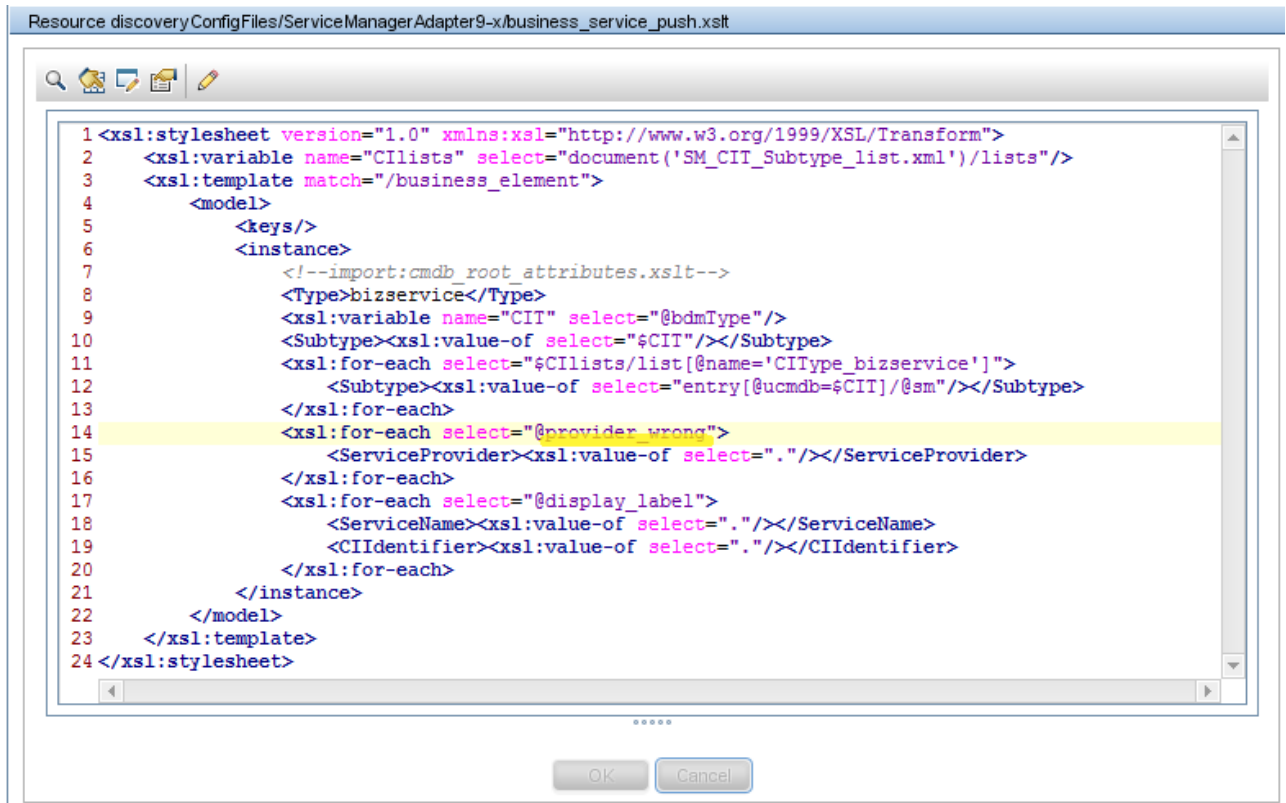 Resource discoveryConfigFiles/ServiceManagerAdapter9-x/business_service_push.xslt
1 <xsl:stylesheet version="1.0" xmlns:xsl="http://www.w3.org/1999/XSL/Transform">
2     <xsl:variable name="CIlists" select="document('SM_CIT_Subtype_list.xml')/lists"/>
3     <xsl:template match="/business_element">
4         <model>
5             <keys/>
6             <instance>
7                 <!--import:cmdb_root_attributes.xslt-->
8                 <Type>bizservice</Type>
9                 <xsl:variable name="CIT" select="@bdmType"/>
10                 <Subtype><xsl:value-of select="$CIT"/></Subtype>
11                 <xsl:for-each select="$CIlists/list[@name='CIType_bizservice']">
12                     <Subtype><xsl:value-of select="entry[@ucmdb=$CIT]/@sm"/></Subtype>
13                 </xsl:for-each>
14                 <xsl:for-each select="@provider_wrong">
15                     <ServiceProvider><xsl:value-of select="."/></ServiceProvider>
16                 </xsl:for-each>
17                 <xsl:for-each select="@display_label">
18                     <ServiceName><xsl:value-of select="."/></ServiceName>
19                     <CIIdentifier><xsl:value-of select="."/></CIIdentifier>
20                 </xsl:for-each>
21             </instance>
22         </model>
23     </xsl:template>
24 </xsl:stylesheet>
OK Cancel